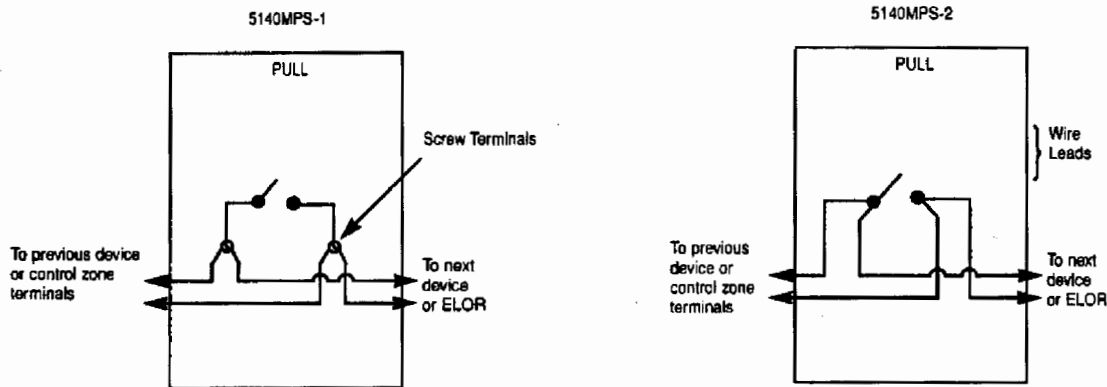 5140MPS-1
PULL
Screw Terminals
To previous device
or control zone
terminals
To next
device
or ELOR
5140MPS-2
PULL
Wire
Leads
To previous
device or
control zone
terminals
To next
device
or ELOR